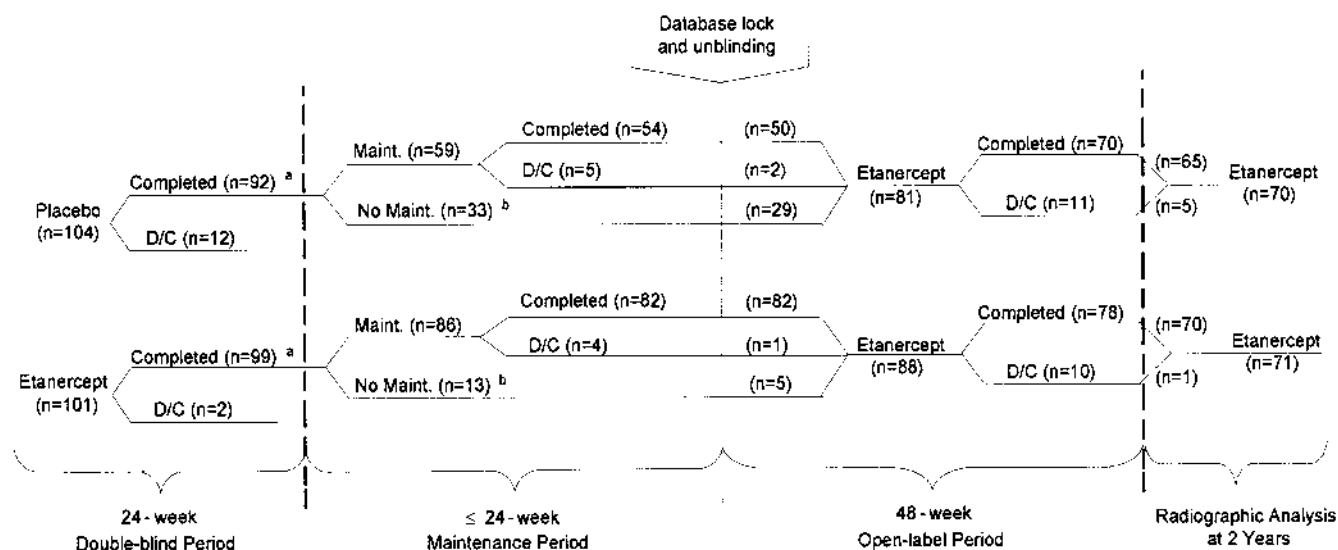 Database lock
and unblinding
Completed (n=54)
(n=50)
Completed (n=70)
Maint. (n=59)
(n=65)
D/C (n=5)
(n=2)
Completed (n=92) a
Etanercept
(n=81)
Etanercept
(n=70)
Placebo
(n=104)
No Maint. (n=33) b
(n=29)
D/C (n=11)
(n=5)
D/C (n=12)
Completed (n=82)
(n=82)
Completed (n=78)
Maint. (n=86)
(n=70)
D/C (n=4)
(n=1)
Completed (n=99) a
Etanercept
(n=88)
Etanercept
(n=71)
Etanercept
(n=101)
No Maint. (n=13) b
(n=5)
D/C (n=10)
(n=1)
D/C (n=2)
24-week
Double-blind Period
≤ 24-week
Maintenance Period
48-week
Open-label Period
Radiographic Analysis
at 2 Years